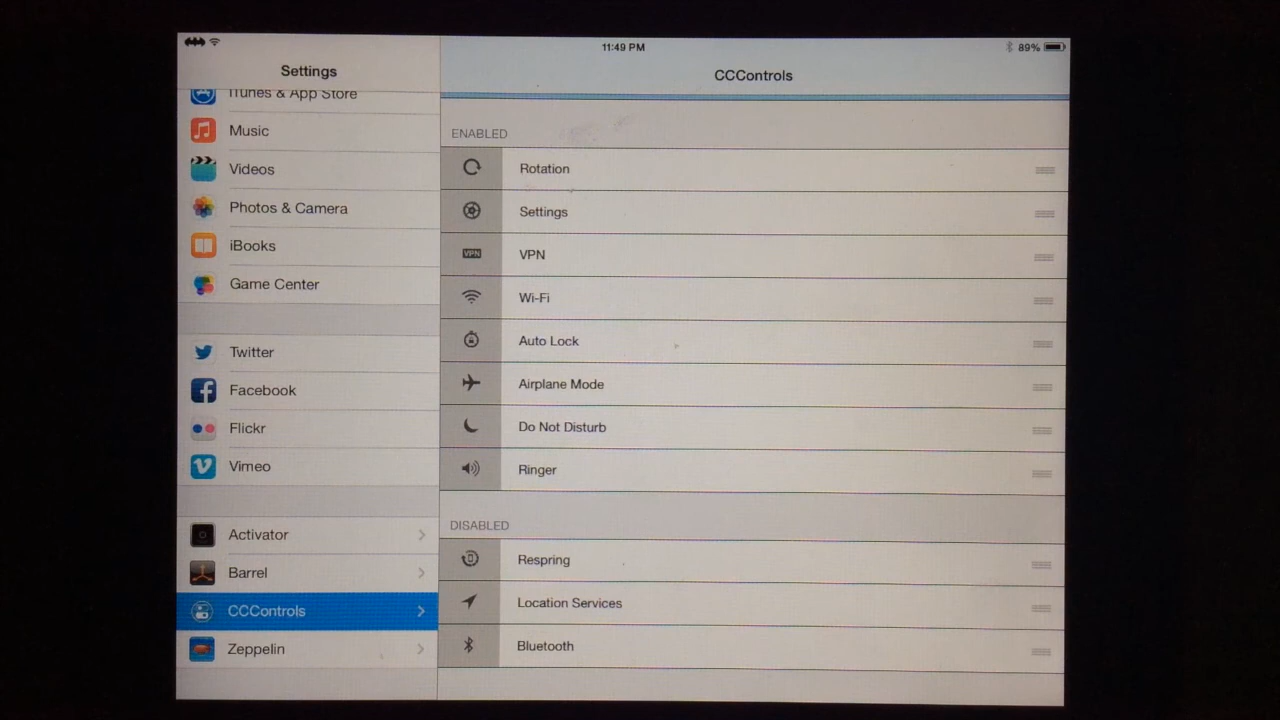 11:49 PM
89%
Settings
CCControls
iTunes & App Store
Music
Videos
Photos & Camera
iBooks
Game Center
Twitter
Facebook
Flickr
Vimeo
Activator
Barrel
CCControls
Zeppelin
ENABLED
Rotation
Settings
VPN VPN
Wi-Fi
Auto Lock
Airplane Mode
Do Not Disturb
Ringer
DISABLED
Respring
Location Services
Bluetooth